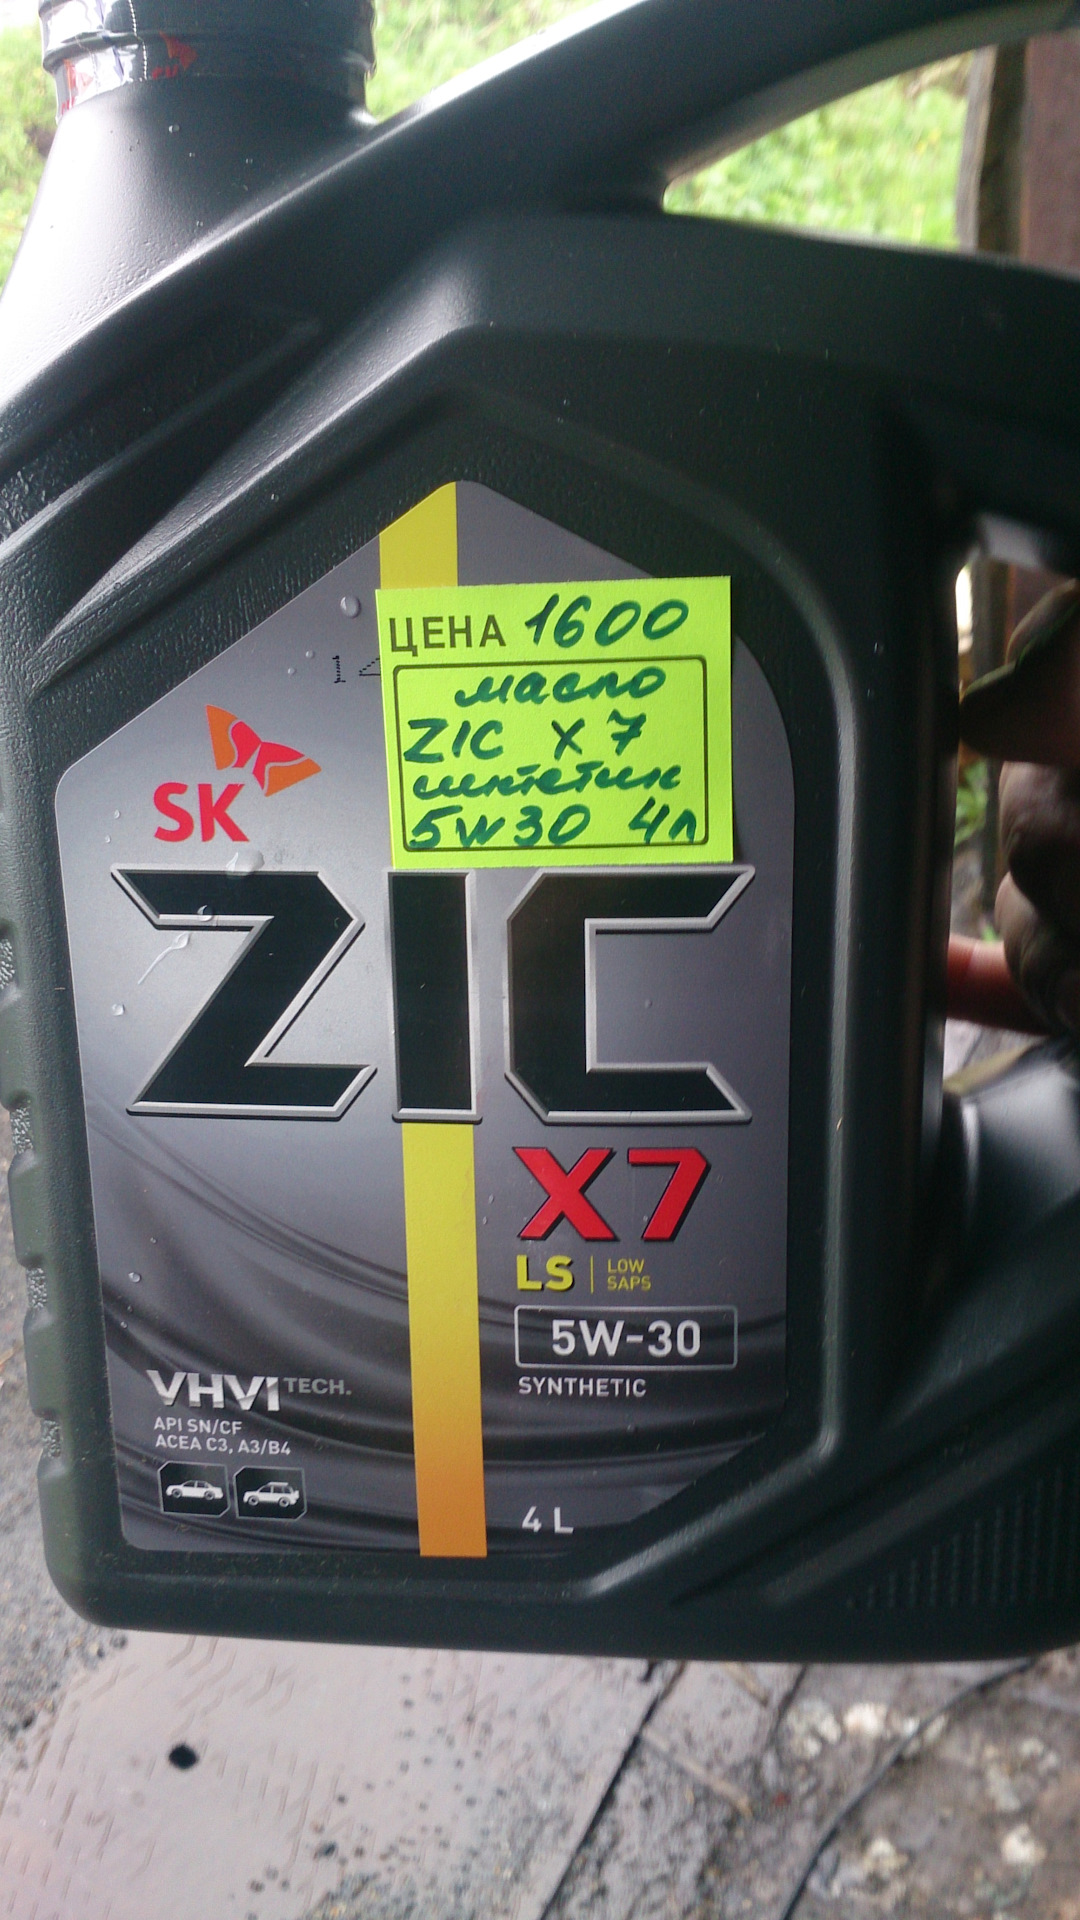 ЦЕНА 1600
масло
ZIC X7
синтетик
5W30 4л
SK
ZIC
X7
LS | LOW SAPS
5W-30
SYNTHETIC
VHVI TECH.
API SN/CF
ACEA C3, A3/B4
4 L